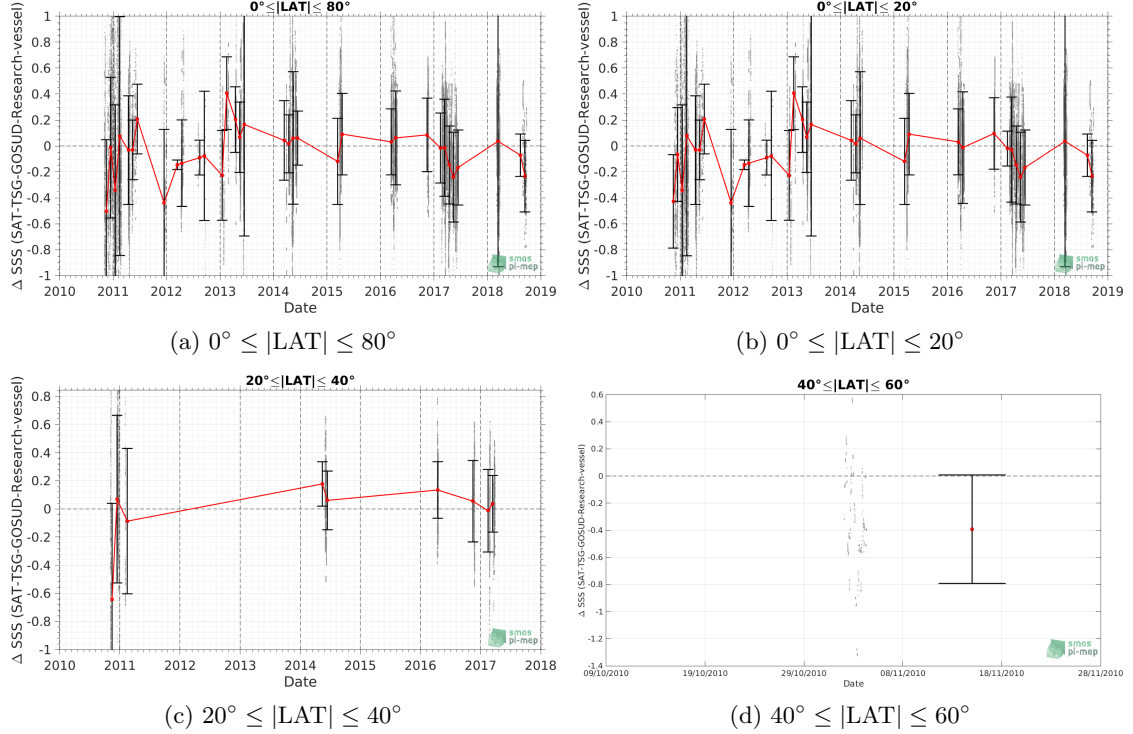 0°≤|LAT|≤ 80°
Δ SSS (SAT-TSG-GOSUD-Research-vessel)
1
0.8
0.6
0.4
0.2
0
-0.2
-0.4
-0.6
-0.8
-1
2010 2011 2012 2013 2014 2015 2016 2017 2018 2019
Date
smos
pi-mep
(a) 0° ≤ |LAT| ≤ 80°
0°≤|LAT|≤ 20°
Δ SSS (SAT-TSG-GOSUD-Research-vessel)
1
0.8
0.6
0.4
0.2
0
-0.2
-0.4
-0.6
-0.8
-1
2010 2011 2012 2013 2014 2015 2016 2017 2018 2019
Date
smos
pi-mep
(b) 0° ≤ |LAT| ≤ 20°
20°≤|LAT|≤ 40°
Δ SSS (SAT-TSG-GOSUD-Research-vessel)
0.8
0.6
0.4
0.2
0
-0.2
-0.4
-0.6
-0.8
-1
2010 2011 2012 2013 2014 2015 2016 2017 2018
Date
smos
pi-mep
(c) 20° ≤ |LAT| ≤ 40°
40°≤|LAT|≤ 60°
Δ SSS (SAT-TSG-GOSUD-Research-vessel)
0.6
0.4
0.2
0
-0.2
-0.4
-0.6
-0.8
-1
-1.2
-1.4
09/10/2010 19/10/2010 29/10/2010 08/11/2010 18/11/2010 28/11/2010
Date
smos
pi-mep
(d) 40° ≤ |LAT| ≤ 60°